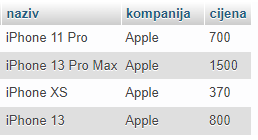 naziv kompanija cijena
iPhone 11 Pro Apple 700
iPhone 13 Pro Max Apple 1500
iPhone XS Apple 370
iPhone 13 Apple 800